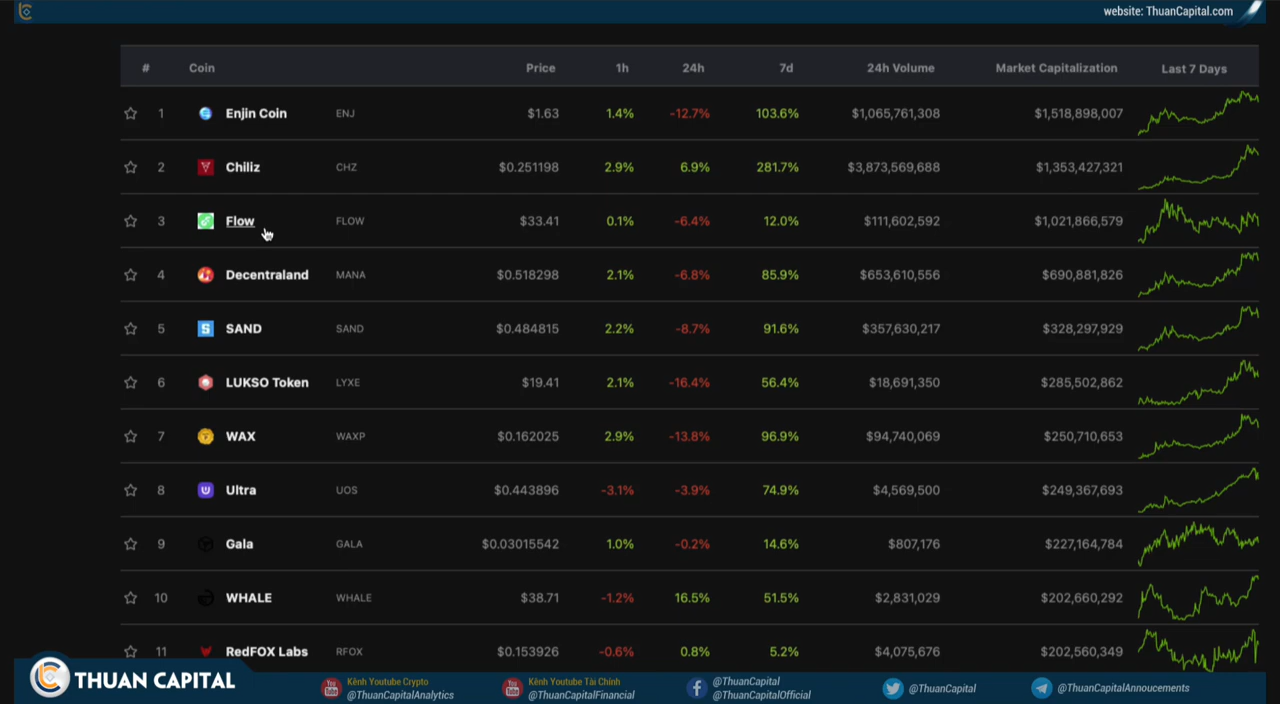 website: ThuanCapital.com
# Coin Price 1h 24h 7d 24h Volume Market Capitalization Last 7 Days
1 Enjin Coin ENJ $1.63 1.4% -12.7% 103.6% $1,065,761,308 $1,518,898,007
2 Chiliz CHZ $0.251198 2.9% 6.9% 281.7% $3,873,569,688 $1,353,427,321
3 Flow FLOW $33.41 0.1% -6.4% 12.0% $111,602,592 $1,021,866,579
4 Decentraland MANA $0.518298 2.1% -6.8% 85.9% $653,610,556 $690,881,826
5 SAND SAND $0.484815 2.2% -8.7% 91.6% $357,630,217 $328,297,929
6 LUKSO Token LYXE $19.41 2.1% -16.4% 56.4% $18,691,350 $285,502,862
7 WAX WAXP $0.162025 2.9% -13.8% 96.9% $94,740,069 $250,710,653
8 Ultra UOS $0.443896 -3.1% -3.9% 74.9% $4,569,500 $249,367,693
9 Gala GALA $0.03015542 1.0% -0.2% 14.6% $807,176 $227,164,784
10 WHALE WHALE $38.71 -1.2% 16.5% 51.5% $2,831,029 $202,660,292
11 RedFOX Labs RFOX $0.153926 -0.6% 0.8% 5.2% $4,075,676 $202,560,349
THUAN CAPITAL
You Tube Kênh Youtube Crypto
@ThuanCapitalAnalytics
You Tube Kênh Youtube Tài Chính
@ThuanCapitalFinancial
@ThuanCapital
@ThuanCapitalOfficial
@ThuanCapital
@ThuanCapitalAnnoucements